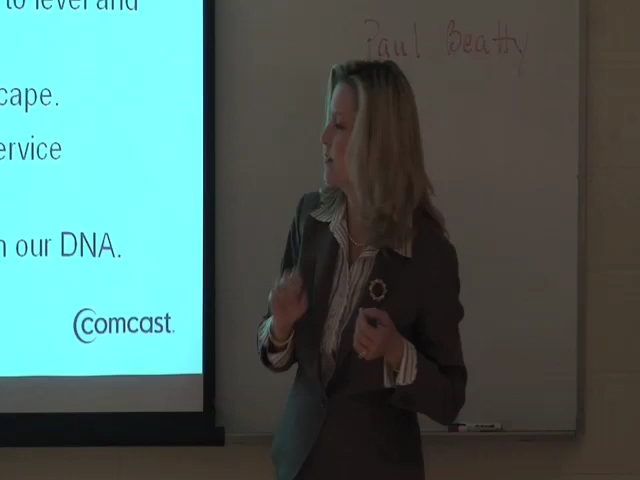 to level and
cape.
ervice
n our DNA.
Comcast.
Paul Beatty